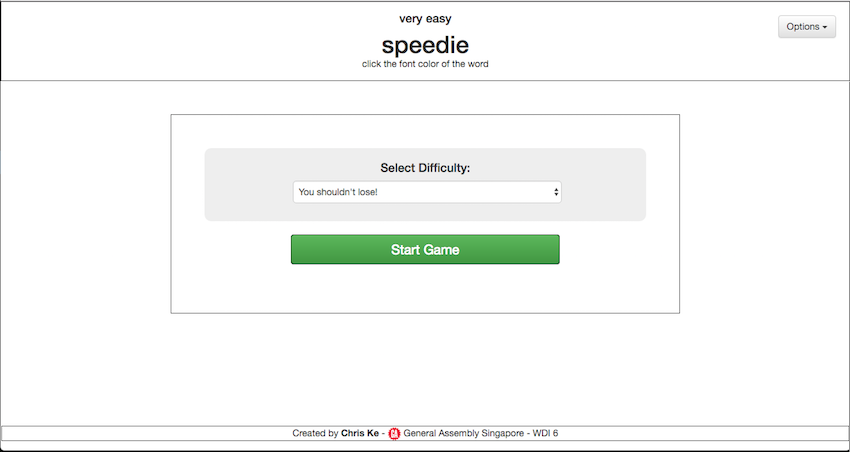 very easy
Options
speedie
click the font color of the word
Select Difficulty:
You shouldn't lose!
Start Game
Created by Chris Ke - GA General Assembly Singapore - WDI 6